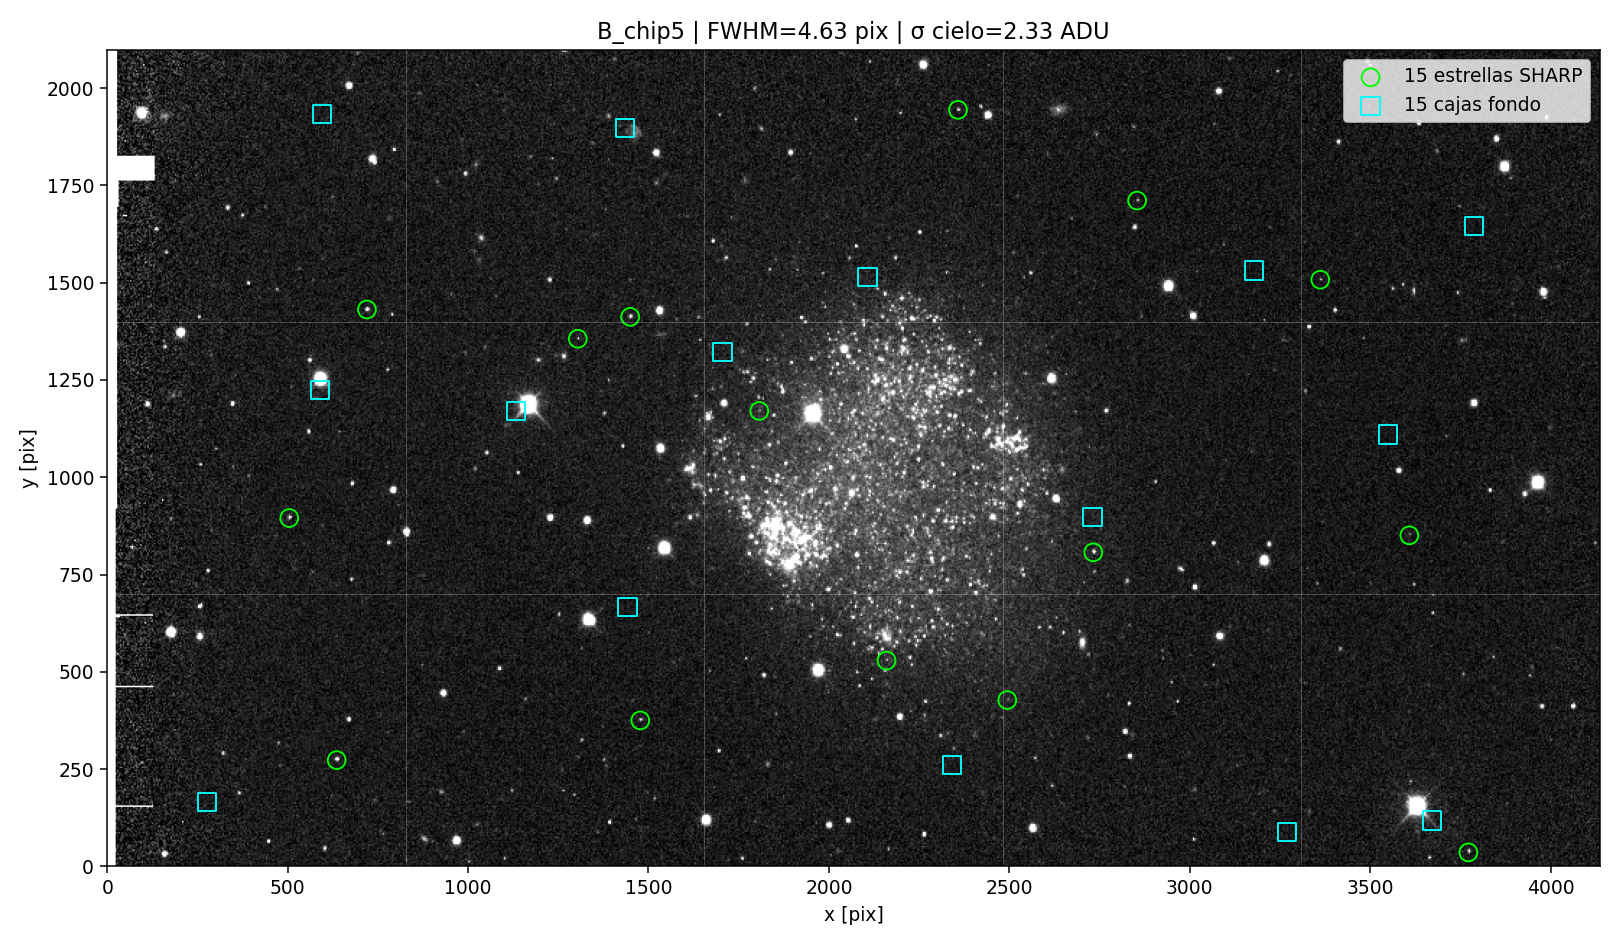 B_chip5 | FWHM=4.63 pix | σ cielo=2.33 ADU
15 estrellas SHARP
15 cajas fondo
2000
1750
1500
1250
1000
750
500
250
0
y [pix]
0 500 1000 1500 2000 2500 3000 3500 4000
x [pix]